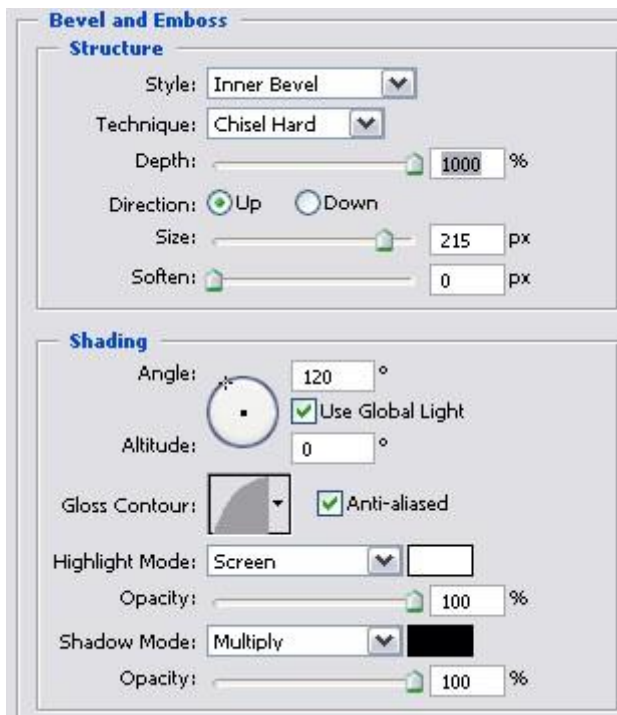 Bevel and Emboss
Structure
Style: Inner Bevel
Technique: Chisel Hard
Depth: 1000 %
Direction: Up Down
Size: 215 px
Soften: 0 px
Shading
Angle: 120 °
Use Global Light
Altitude: 0 °
Gloss Contour: Anti-aliased
Highlight Mode: Screen
Opacity: 100 %
Shadow Mode: Multiply
Opacity: 100 %